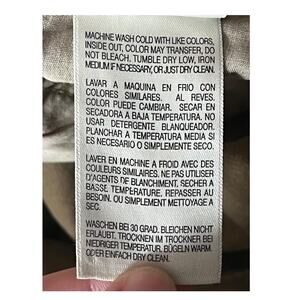 MACHINE WASH COLD WITH LIKE COLORS,
INSIDE OUT, COLOR MAY TRANSFER, DO
NOT BLEACH. TUMBLE DRY LOW, IRON
MEDIUM IF NECESSARY, OR JUST DRY CLEAN.
LAVAR A MAQUINA EN FRIO CON
COLORES SIMILARES. AL REVES.
COLOR PUEDE CAMBIAR. SECAR EN
SECADORA A BAJA TEMPERATURA. NO
USAR DETERGENTE BLANQUEADOR.
PLANCHAR A TEMPERATURA MEDIA SI
ES NECESARIO O SIMPLEMENTE SECO.
LAVER EN MACHINE A FROID AVEC DES
COULEURS SIMILAIRES. NE PAS UTILISER
D'AGENTS DE BLANCHIMENT. SECHER A
BASSE TEMPERATURE. REPASSER AU
BESOIN. OU SIMPLEMENT NETTOYAGE A
SEC.
WASCHEN BEI 30 GRAD. BLEICHEN NICHT
ERLAUBT. TROCKNEN IM TROCKNER BEI
NIEDRIGER TEMPERATUR. BÜGELN WARM
ODER EINFACH DRY CLEAN.